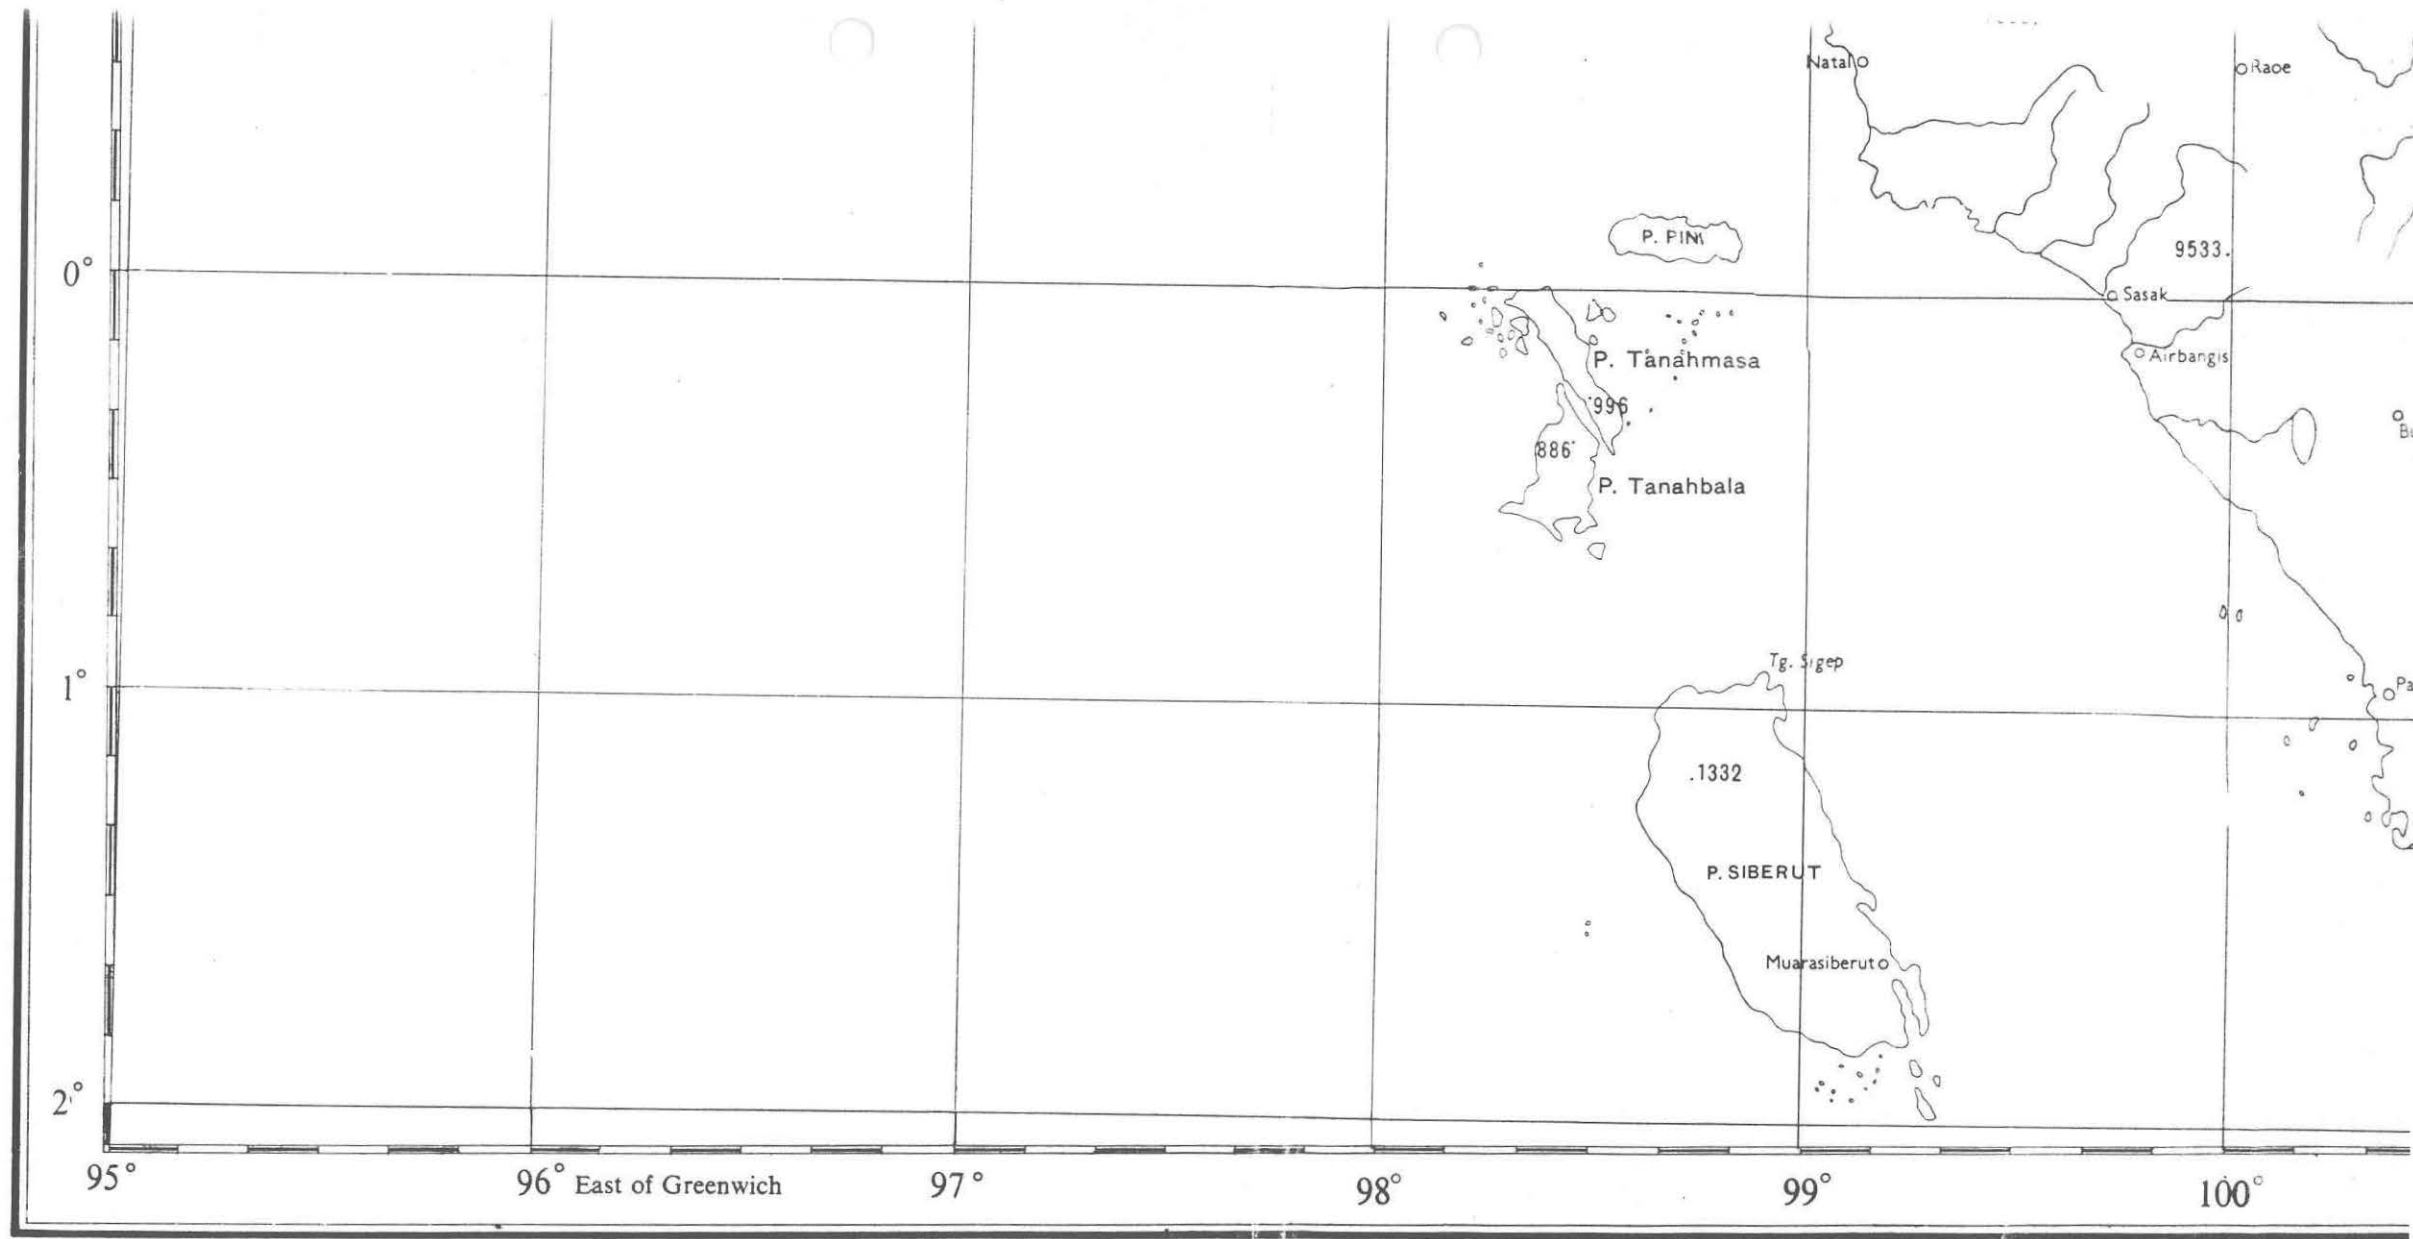 Natal
Raoe
P. PINI
9533.
0°
Sasak
P. Tanahmasa
Airbangis
.996
886.
P. Tanahbala
Tg. Sigep
1°
.1332
P. SIBERUT
Muarasiberut
2°
95°
96° East of Greenwich
97°
98°
99°
100°